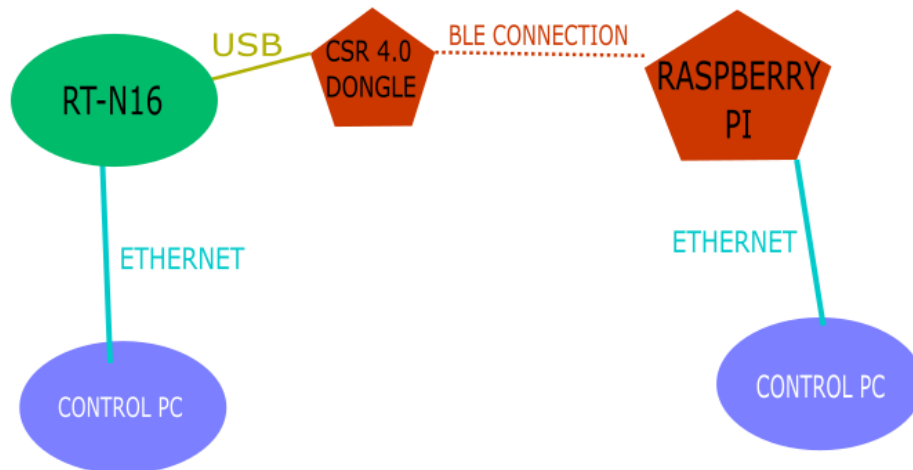 USB
CSR 4.0
DONGLE
BLE CONNECTION
RT-N16
RASPBERRY
PI
ETHERNET
ETHERNET
CONTROL PC
CONTROL PC